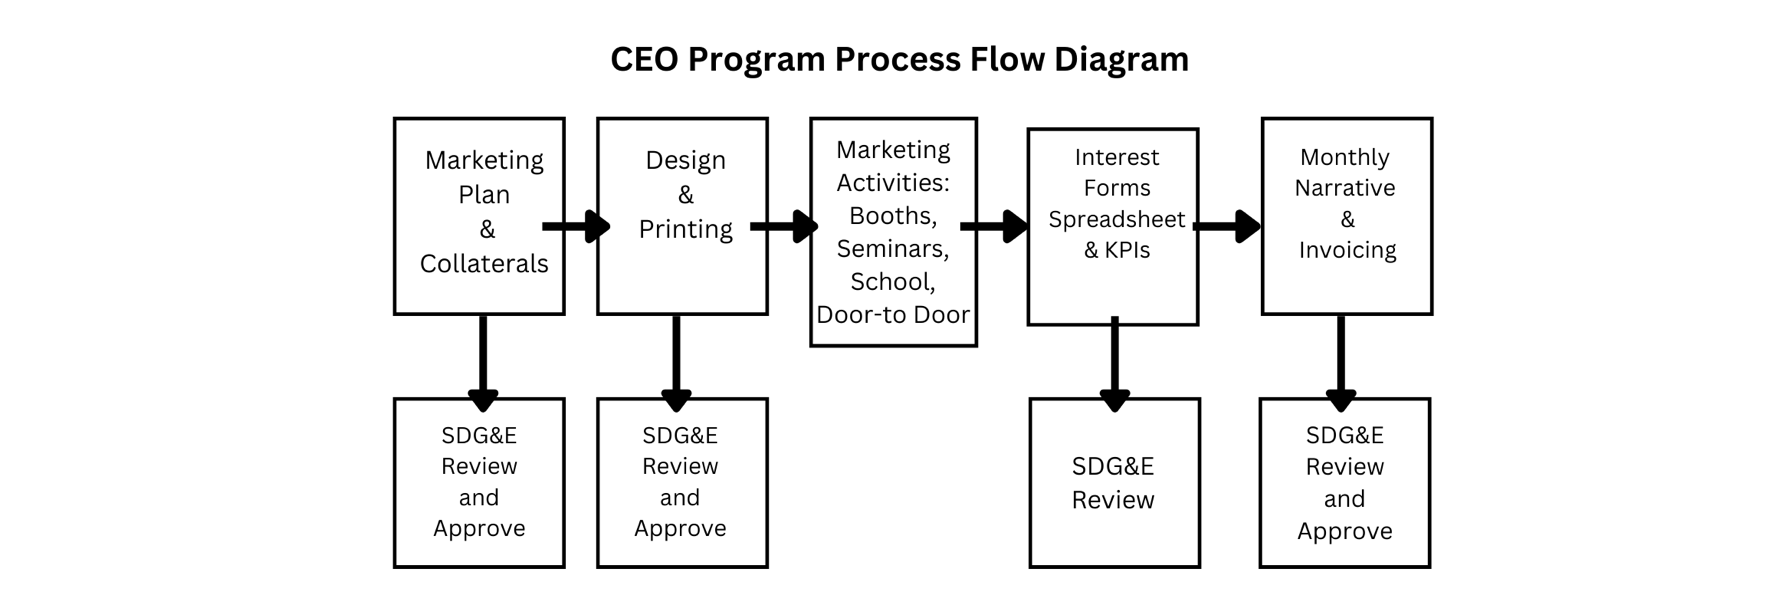 CEO Program Process Flow Diagram
Marketing
Plan
&
Collaterals
Design
&
Printing
Marketing
Activities:
Booths,
Seminars,
School,
Door-to Door
Interest
Forms
Spreadsheet
& KPIs
Monthly
Narrative
&
Invoicing
SDG&E
Review
and
Approve
SDG&E
Review
and
Approve
SDG&E
Review
SDG&E
Review
and
Approve